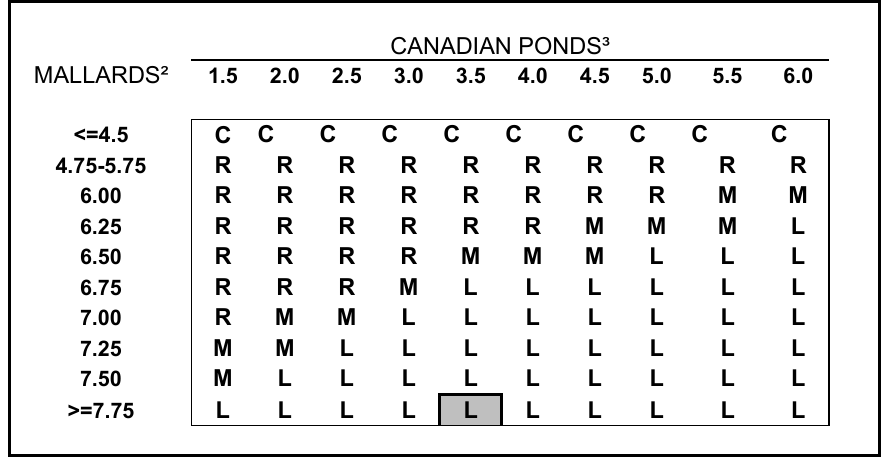 CANADIAN PONDS³
MALLARDS² 1.5 2.0 2.5 3.0 3.5 4.0 4.5 5.0 5.5 6.0
<=4.5 C C C C C C C C C C
4.75-5.75 R R R R R R R R R R
6.00 R R R R R R R R M M
6.25 R R R R R R M M M L
6.50 R R R R M M M L L L
6.75 R R R M L L L L L L
7.00 R M M L L L L L L L
7.25 M M L L L L L L L L
7.50 M L L L L L L L L L
>=7.75 L L L L L L L L L L